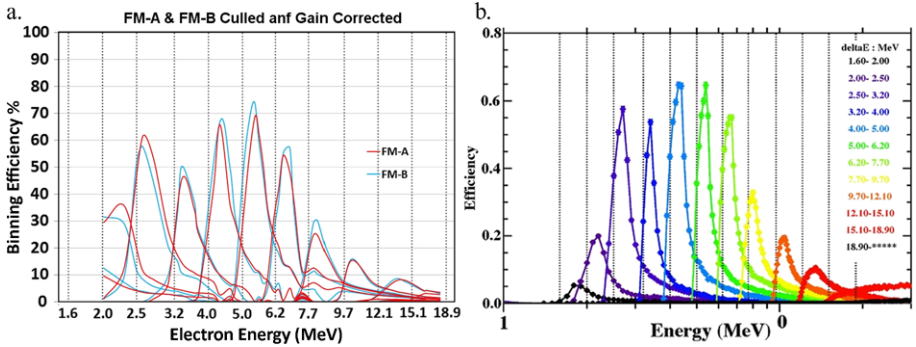 a.
FM-A & FM-B Culled anf Gain Corrected
Binning Efficiency %
100
90
80
70
60
50
40
30
20
10
0
FM-A
FM-B
1.6 2.0 2.5 3.2 4.0 5.0 6.2 7.7 9.7 12.1 15.1 18.9
Electron Energy (MeV)
b.
Efficiency
0.8
0.6
0.4
0.2
0.0
deltaE : MeV
1.60- 2.00
2.00- 2.50
2.50- 3.20
3.20- 4.00
4.00- 5.00
5.00- 6.20
6.20- 7.70
7.70- 9.70
9.70-12.10
12.10-15.10
15.10-18.90
18.90-*****
1 0
Energy (MeV)